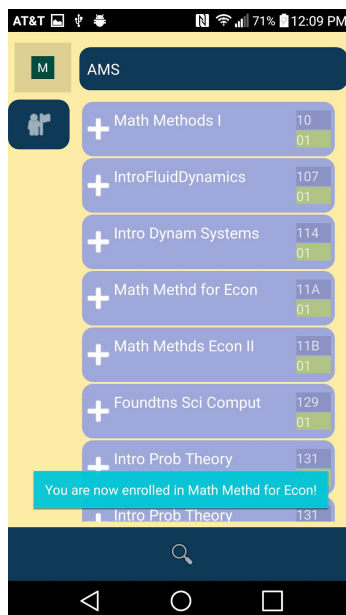 AT&T 71% 12:09 PM
M AMS
Math Methods I 10
01
IntroFluidDynamics 107
01
Intro Dynam Systems 114
01
Math Methd for Econ 11A
01
Math Methds Econ II 11B
01
Foundtns Sci Comput 129
01
Intro Prob Theory 131
You are now enrolled in Math Methd for Econ!
Intro Prob Theory 131